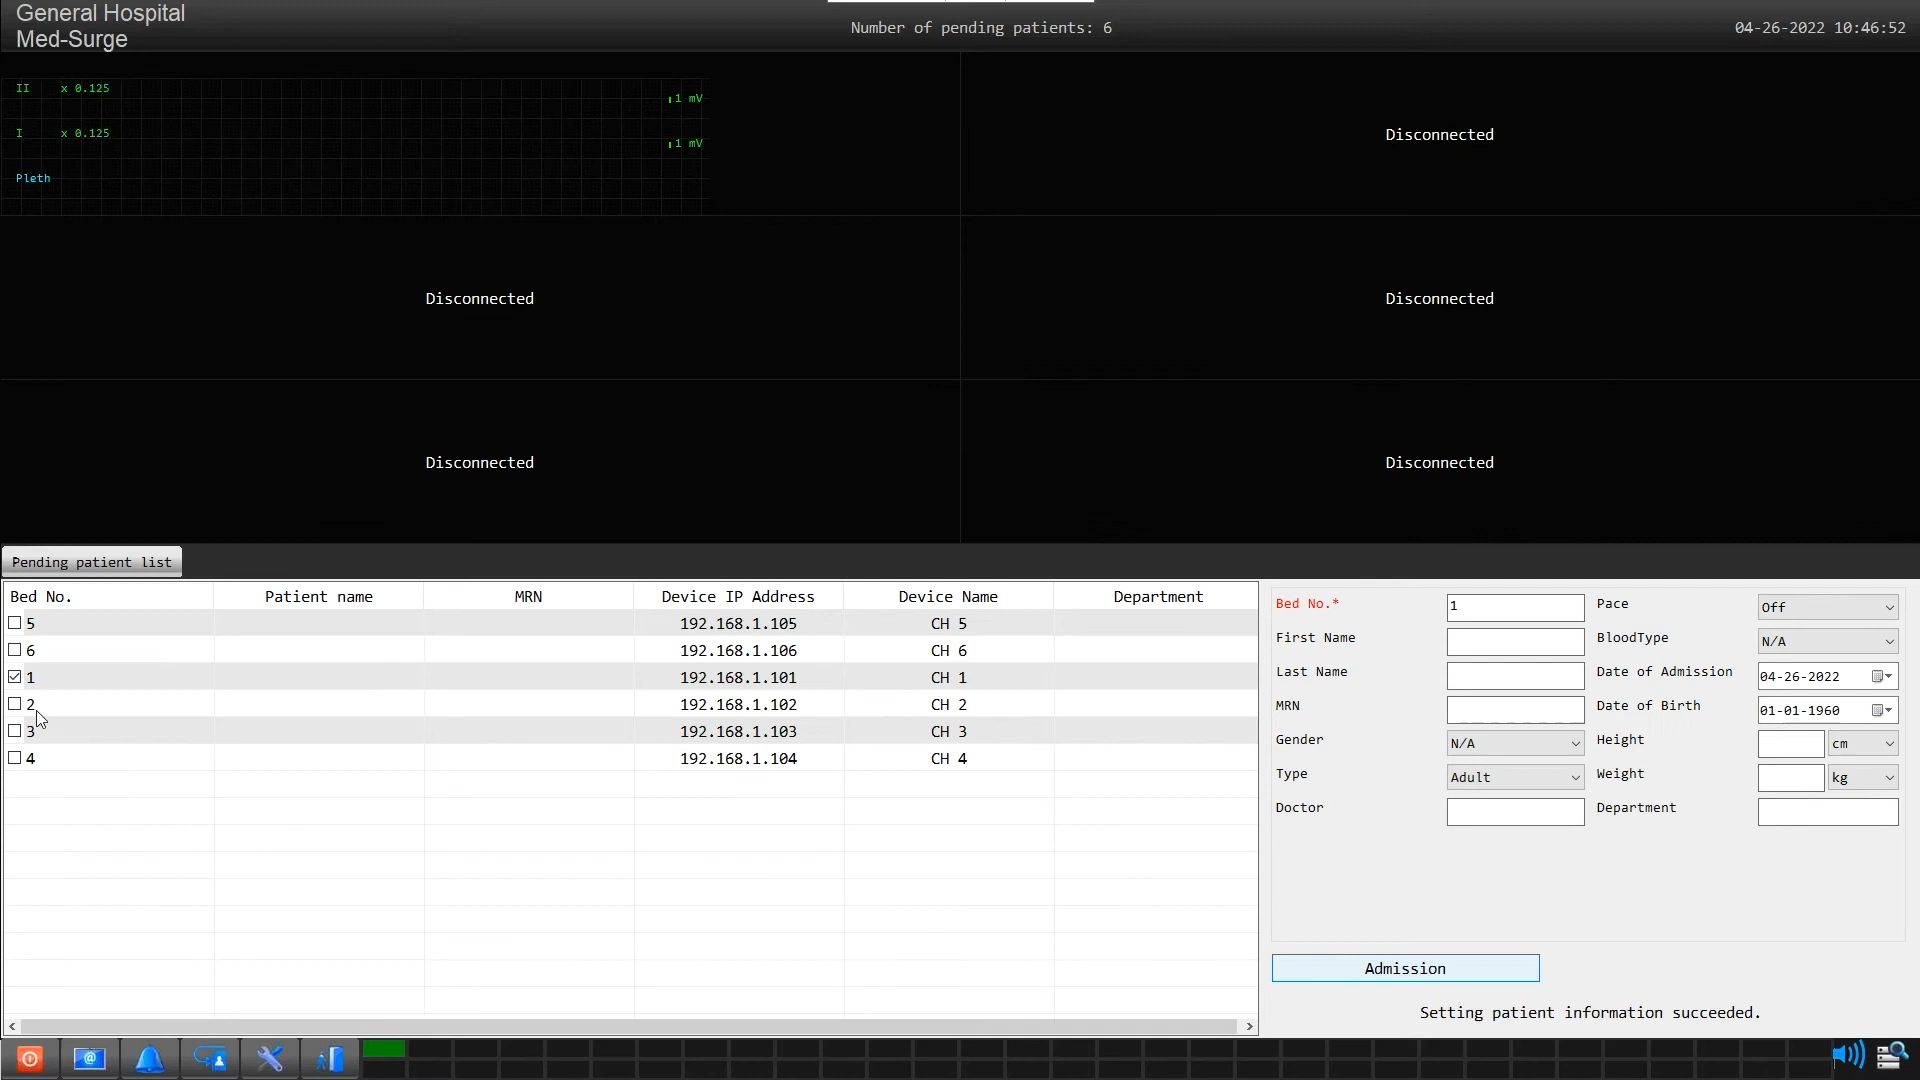 General Hospital
Med-Surge
Number of pending patients: 6
04-26-2022 10:46:52
II x 0.125
1 mV
I x 0.125
1 mV
Pleth
Disconnected
Disconnected
Disconnected
Disconnected
Disconnected
Pending patient list
Bed No. Patient name MRN Device IP Address Device Name Department
5 192.168.1.105 CH 5
6 192.168.1.106 CH 6
1 192.168.1.101 CH 1
2 192.168.1.102 CH 2
3 192.168.1.103 CH 3
4 192.168.1.104 CH 4
Bed No.* 1 Pace Off
First Name BloodType N/A
Last Name Date of Admission 04-26-2022
MRN Date of Birth 01-01-1960
Gender N/A Height cm
Type Adult Weight kg
Doctor Department
Admission
Setting patient information succeeded.